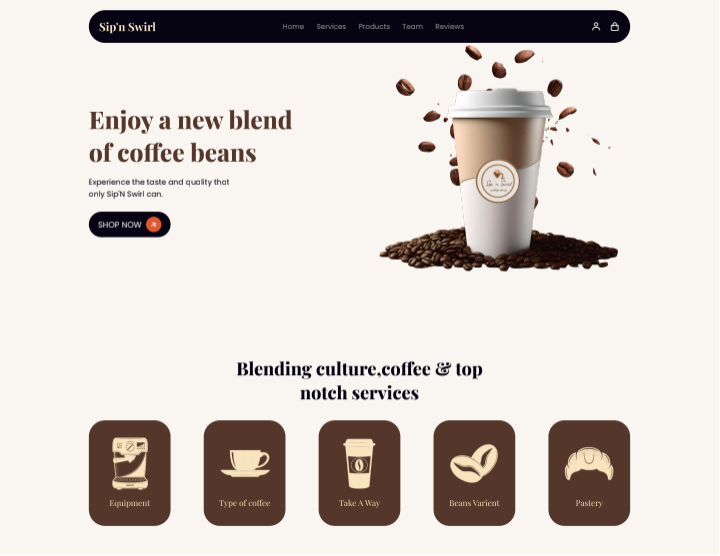 Sip'n Swirl
Home Services Products Team Reviews
Enjoy a new blend
of coffee beans
Experience the taste and quality that
only Sip'N Swirl can.
SHOP NOW
Blending culture,coffee & top
notch services
Equipment
Type of coffee
Take A Way
Beans Varient
Pastery